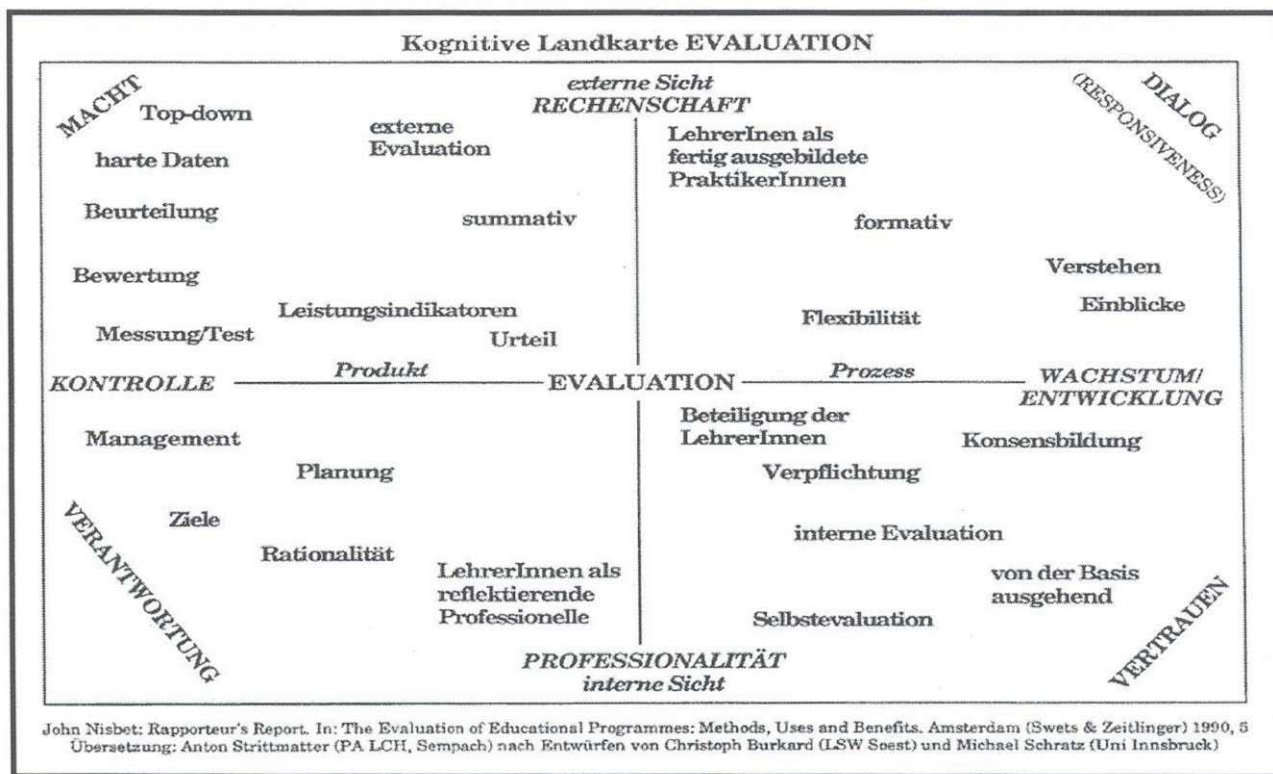 Kognitive Landkarte EVALUATION
MACHT
Top-down
harte Daten
Beurteilung
Bewertung
Messung/Test
externe
Evaluation
summativ
Leistungsindikatoren
Urteil
externe Sicht
RECHENSCHAFT
LehrerInen als
fertig ausgebildete
PraktikerInnen
formativ
Flexibilität
Verstehen
Einblicke
DIALOG
(RESPONSIVENESS)
KONTROLLE
Produkt
EVALUATION
Prozess
WACHSTUM/
ENTWICKLUNG
Management
Planung
Ziele
Rationalität
LehrerInnen als
reflektierende
Professionelle
VERANTWORTUNG
Beteiligung der
LehrerInnen
Konsensbildung
Verpflichtung
interne Evaluation
von der Basis
ausgehend
Selbstevaluation
VERTRAUEN
PROFESSIONALITÄT
interne Sicht
John Nisbet: Rapporteur's Report. In: The Evaluation of Educational Programmes: Methods, Uses and Benefits. Amsterdam (Swets & Zeitlinger) 1990, 5
Übersetzung: Anton Strittmatter (PA LCH, Sempach) nach Entwürfen von Christoph Burkard (LSW Soest) und Michael Schratz (Uni Innsbruck)